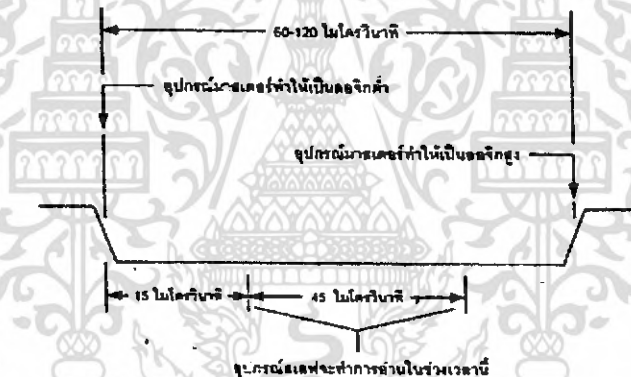 60-120 ไมโครวินาที
อุปกรณ์มาสเตอร์ทำให้เป็นลอจิกต่ำ
อุปกรณ์มาสเตอร์ทำให้เป็นลอจิกสูง
15 ไมโครวินาที
45 ไมโครวินาที
อุปกรณ์สเลฟจะทำการอ่านในช่วงเวลานี้